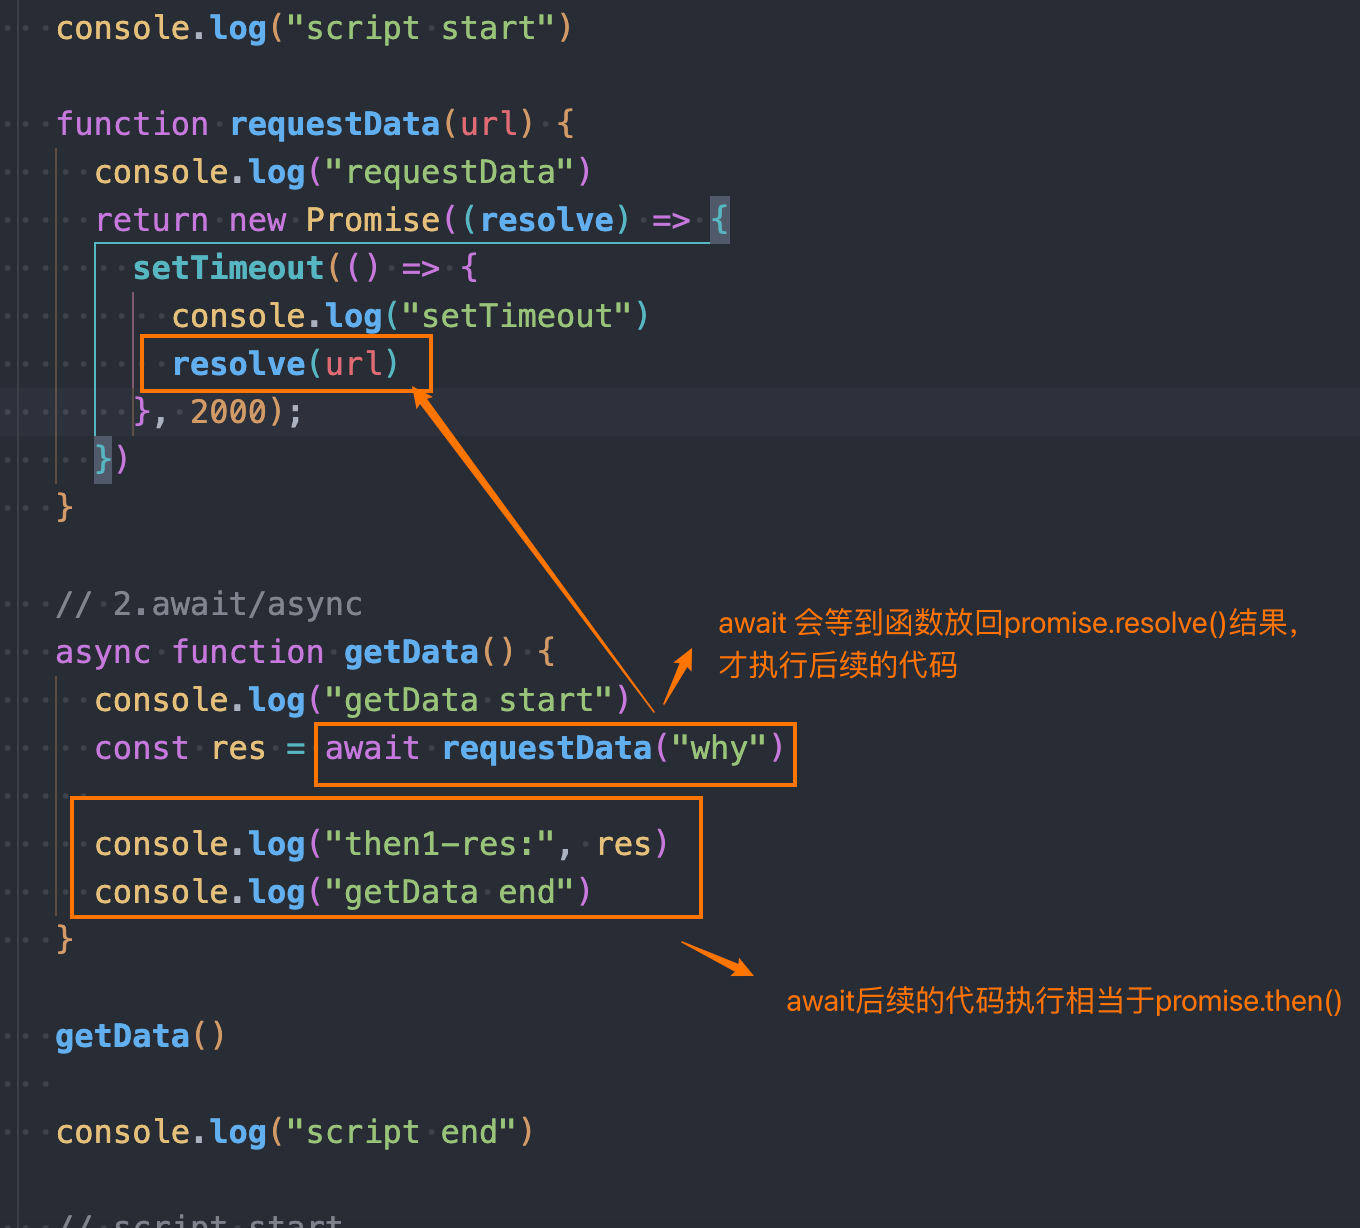 console.log("script start")
function requestData(url) {
console.log("requestData")
return new Promise((resolve) => {
setTimeout(() => {
console.log("setTimeout")
resolve(url)
}, 2000);
})
}
// 2.await/async
async function getData() {
console.log("getData start")
const res = await requestData("why")
console.log("then1-res:", res)
console.log("getData end")
}
getData()
console.log("script end")
// script start
await 会等到函数放回promise.resolve()结果，
才执行后续的代码
await后续的代码执行相当于promise.then()